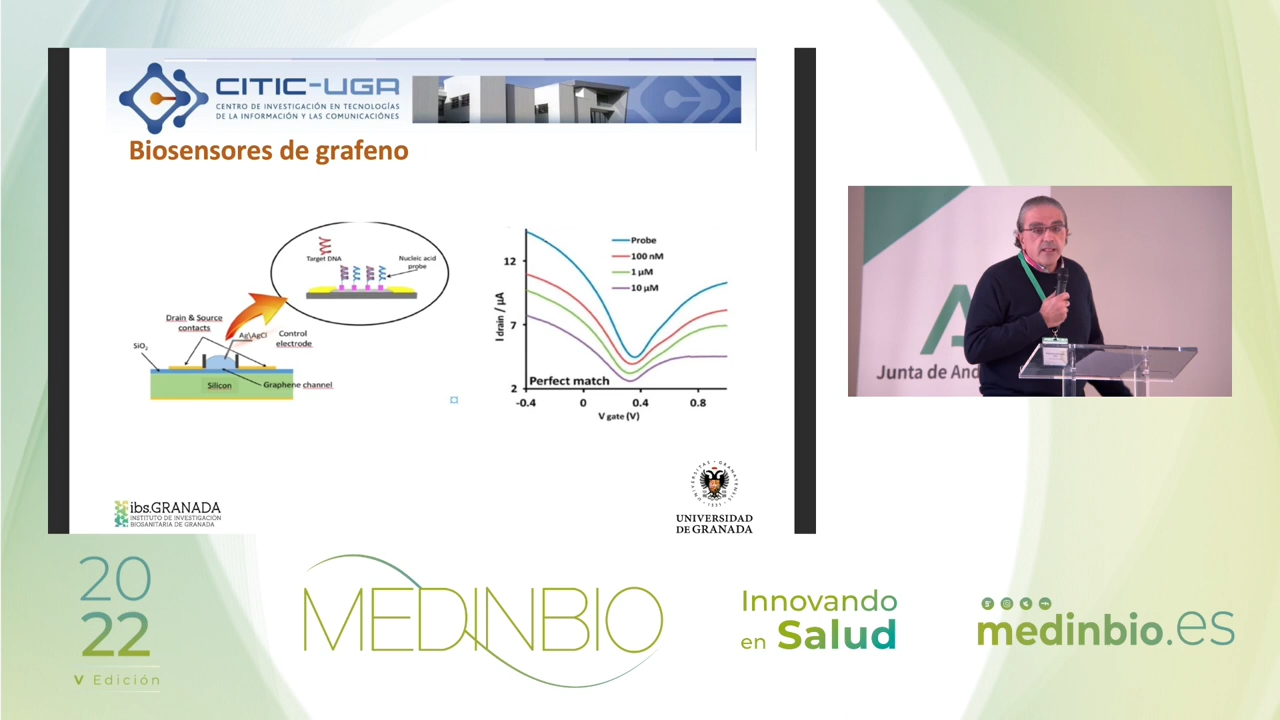 CITIC-UGR
CENTRO DE INVESTIGACIÓN EN TECNOLOGÍAS
DE LA INFORMACIÓN Y LAS COMUNICACIÓNES
Biosensores de grafeno
Target DNA
Nucleic acid
probe
Drain & Source
contacts
Ag\AgCl
Control
electrode
SiO2
Silicon
Graphene channel
I drain / µA
12
7
2
Probe
100 nM
1 µM
10 µM
Perfect match
-0.4
0
0.4
0.8
V gate (V)
ibs.GRANADA
INSTITUTO DE INVESTIGACIÓN
BIOSANITARIA DE GRANADA
UNIVERSIDAD
DE GRANADA
A
Junta de And
2022
V Edición
MEDINBIO
Innovando
en Salud
medinbio.es